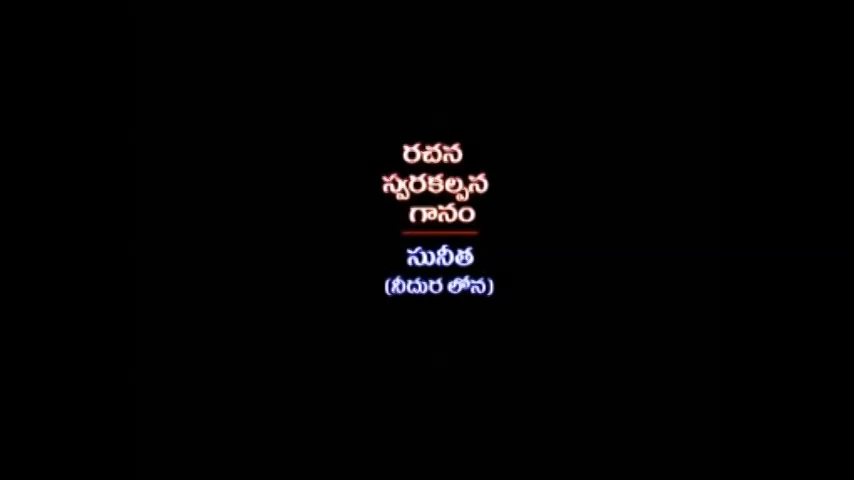 రచన
స్వరకల్పన
గానం
సునీత
(నీదుర లోన)